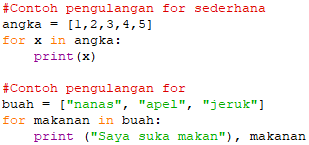 #Contoh pengulangan for sederhana
angka = [1,2,3,4,5]
for x in angka:
    print(x)

#Contoh pengulangan for
buah = ["nanas", "apel", "jeruk"]
for makanan in buah:
    print ("Saya suka makan"), makanan